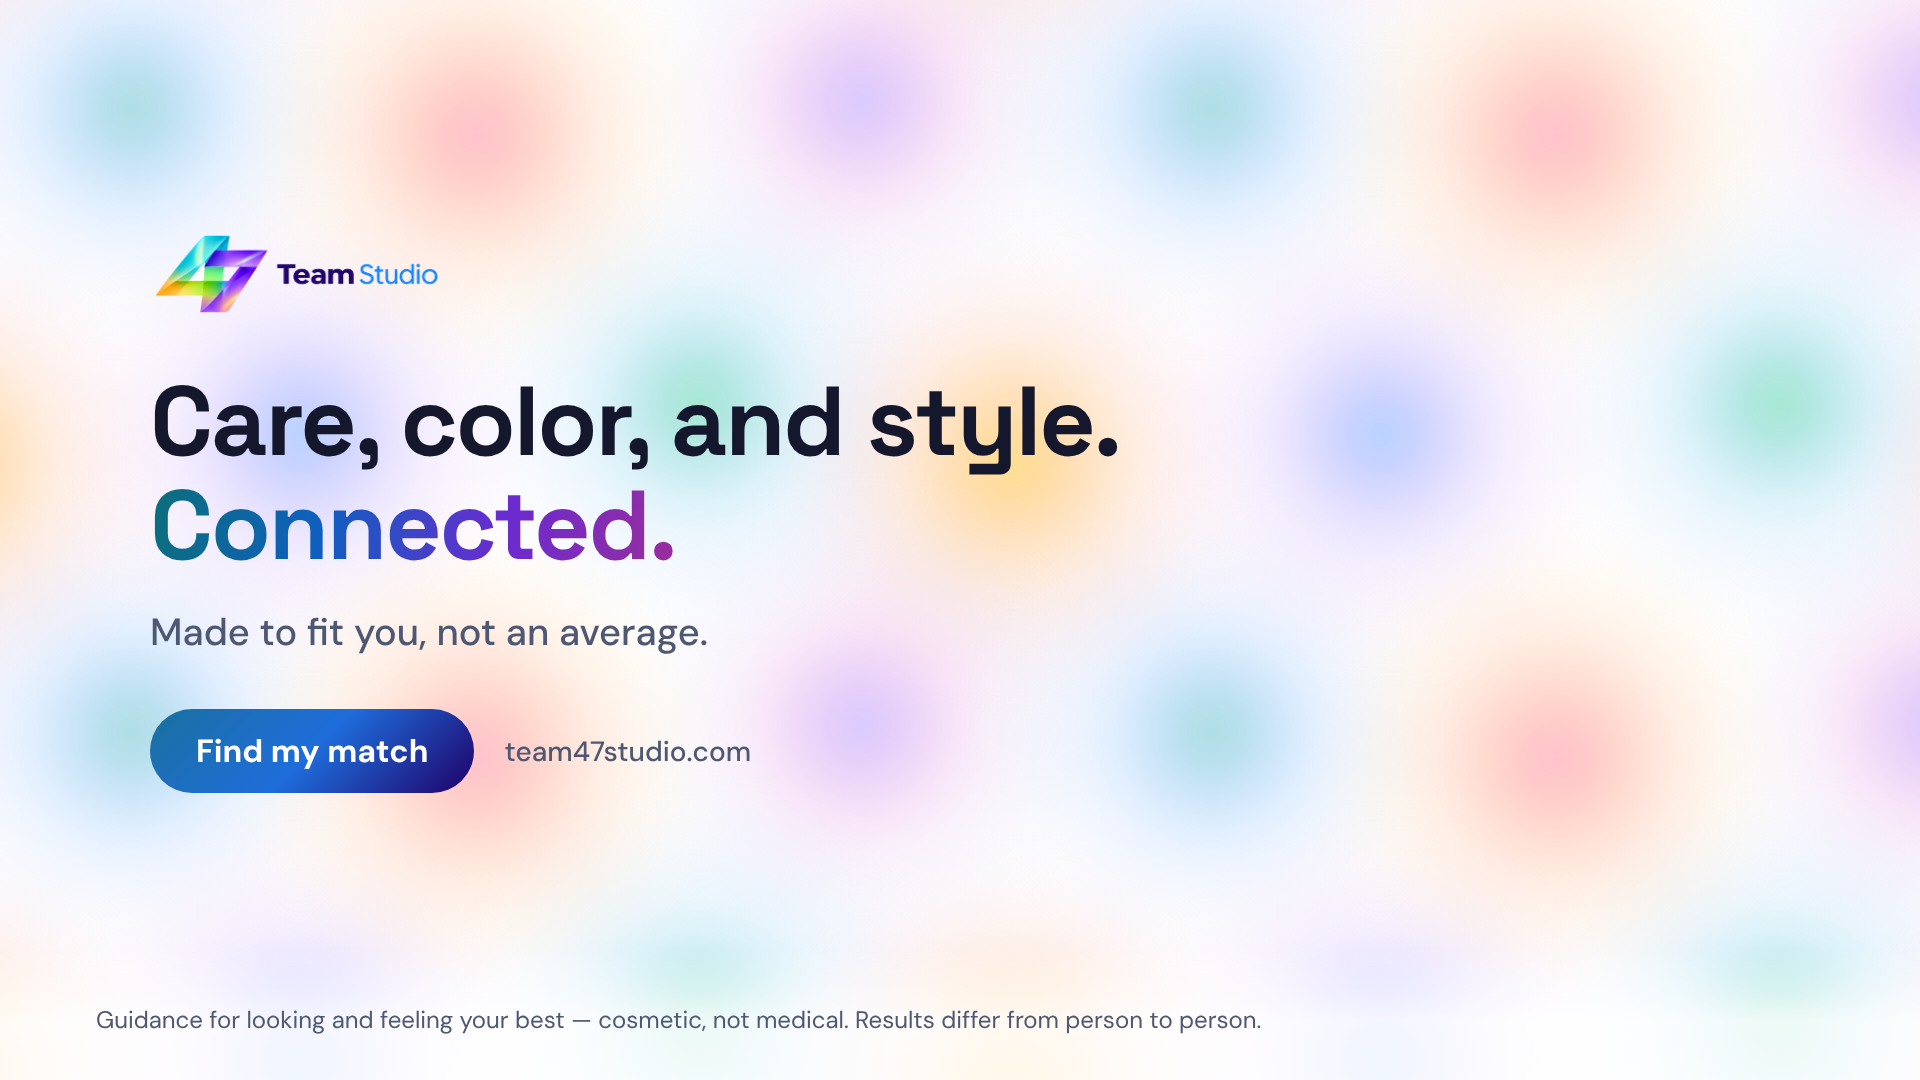 47 Team Studio
Care, color, and style.
Connected.
Made to fit you, not an average.
Find my match
team47studio.com
Guidance for looking and feeling your best — cosmetic, not medical. Results differ from person to person.